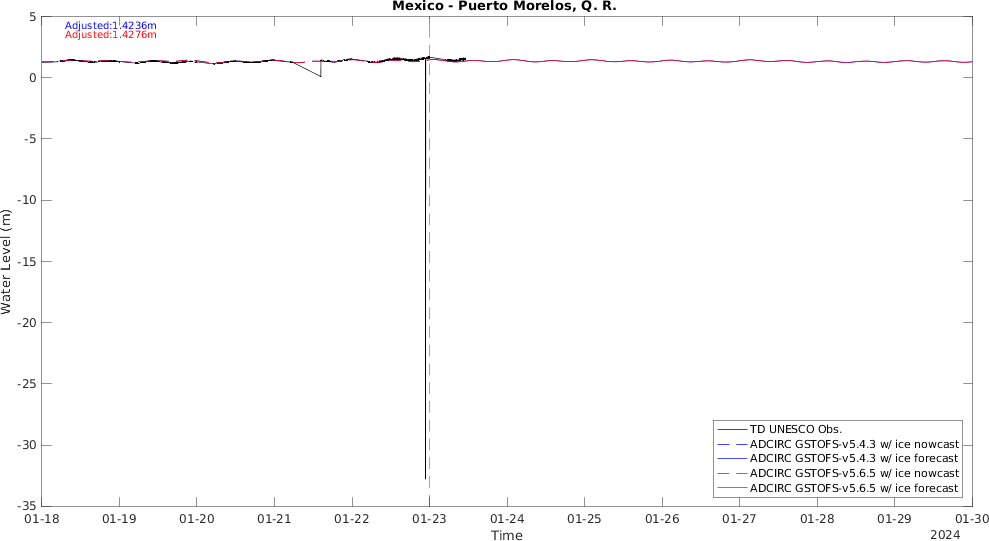 Mexico - Puerto Morelos, Q. R.
Adjusted:1.4236m
Adjusted:1.4276m
5
0
-5
-10
-15
-20
-25
-30
-35
Water Level (m)
TD UNESCO Obs.
ADCIRC GSTOFS-v5.4.3 w/ ice nowcast
ADCIRC GSTOFS-v5.4.3 w/ ice forecast
ADCIRC GSTOFS-v5.6.5 w/ ice nowcast
ADCIRC GSTOFS-v5.6.5 w/ ice forecast
01-18 01-19 01-20 01-21 01-22 01-23 01-24 01-25 01-26 01-27 01-28 01-29 01-30
Time
2024